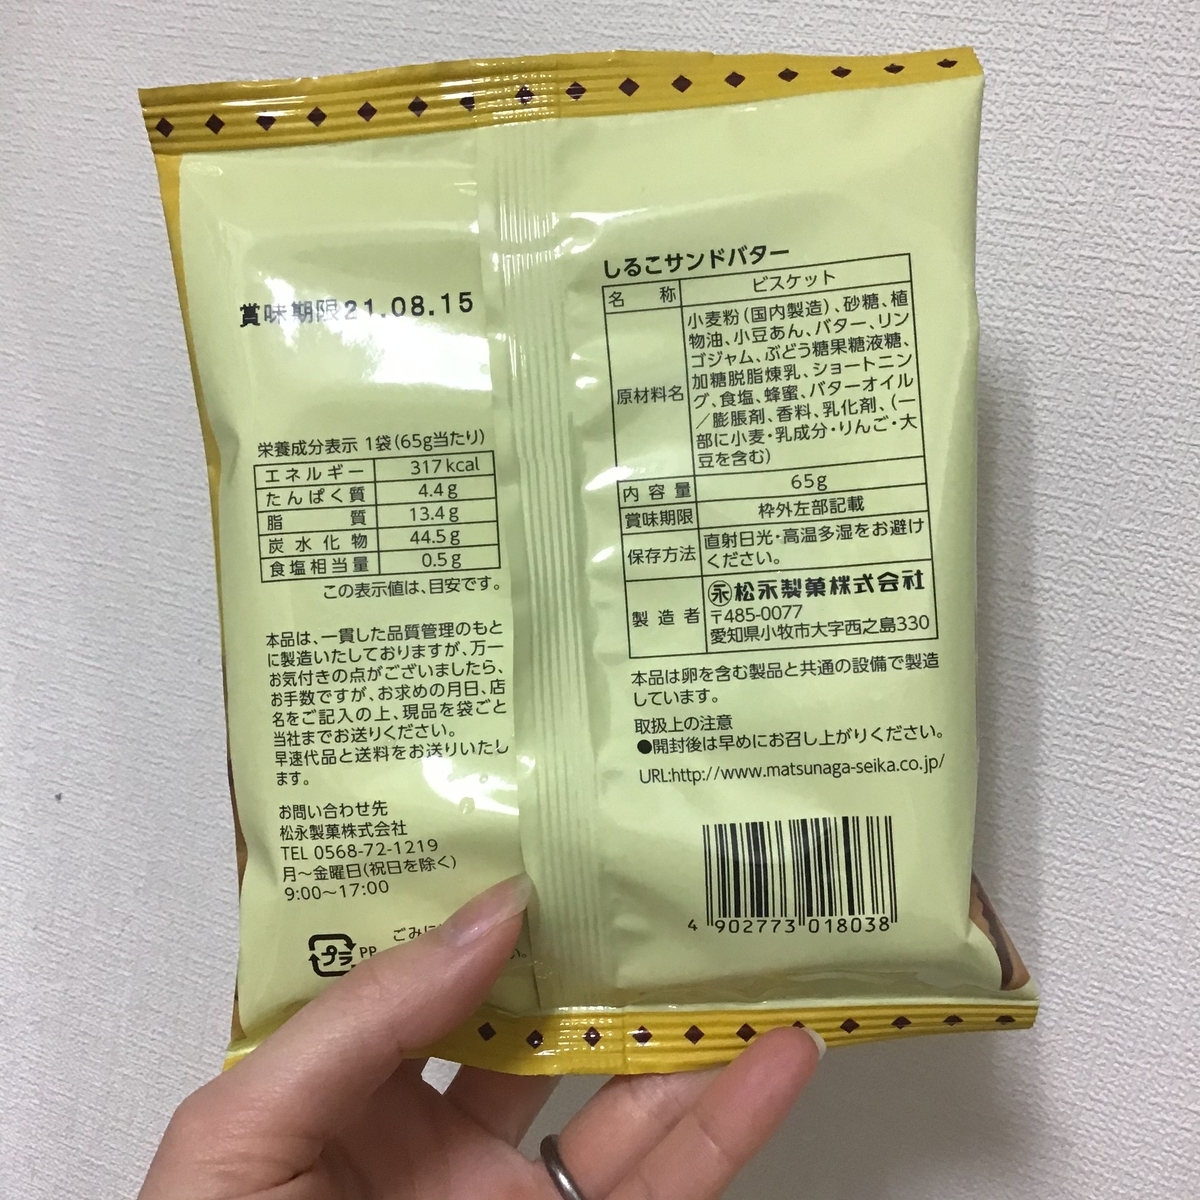 賞味期限21.08.15
栄養成分表示 1袋(65g当たり)
エネルギー 317kcal
たんぱく質 4.4g
脂質 13.4g
炭水化物 44.5g
食塩相当量 0.5g
この表示値は、目安です。
本品は、一貫した品質管理のもと
に製造いたしておりますが、万一
お気付きの点がございましたら、
お手数ですが、お求めの月日、店
名をご記入の上、現品を袋ごと
当社までお送りください。
早速代品と送料をお送りいたし
ます。
お問い合わせ先
松永製菓株式会社
TEL 0568-72-1219
月〜金曜日(祝日を除く)
9:00〜17:00
プラ PP
しるこサンドバター
名称 ビスケット
原材料名 小麦粉(国内製造)、砂糖、植
物油、小豆あん、バター、リン
ゴジャム、ぶどう糖果糖液糖、
加糖脱脂煉乳、ショートニン
グ、食塩、蜂蜜、バターオイル
/膨脹剤、香料、乳化剤、(一
部に小麦・乳成分・りんご・大
豆を含む)
内容量 65g
賞味期限 枠外左部記載
保存方法 直射日光・高温多湿をお避け
ください。
製造者 永松永製菓株式会社
〒485-0077
愛知県小牧市大字西之島330
本品は卵を含む製品と共通の設備で製造
しています。
取扱上の注意
●開封後は早めにお召し上がりください。
URL:http://www.matsunaga-seika.co.jp/
4 902773 018038